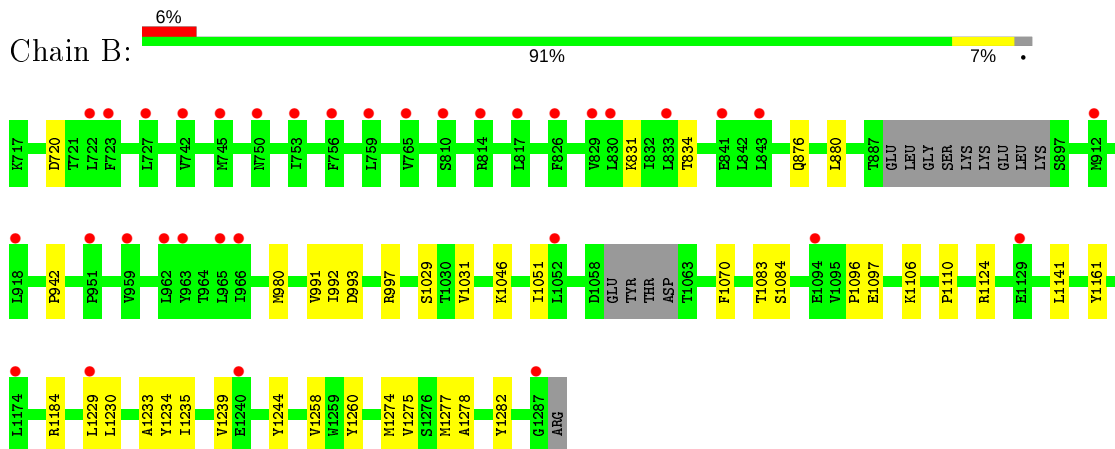 6%
Chain B:
91% 7% •
K717 D720 T721 L722 F723 L727 V742 M745 N750 I753 F756 L759 V765 S810 R814 L817 F826 V829 L830 K831 I832 L833 T834 E841 L842 L843 Q876 L880 T887 GLU LEU GLY SER LYS LYS GLU LEU LYS S897 M912
L918 P942 P951 V959 L962 Y963 T964 L965 I966 M980 V991 I992 D993 R997 S1029 T1030 V1031 K1046 I1051 L1052 D1058 GLU TYR THR ASP T1063 F1070 T1083 S1084 E1094 V1095 P1096 E1097 K1106 P1110 R1124 E1129 L1141 Y1161
L1174 R1184 L1229 L1230 A1233 Y1234 I1235 V1239 E1240 Y1244 V1258 W1259 Y1260 M1274 V1275 S1276 M1277 A1278 Y1282 G1287 ARG